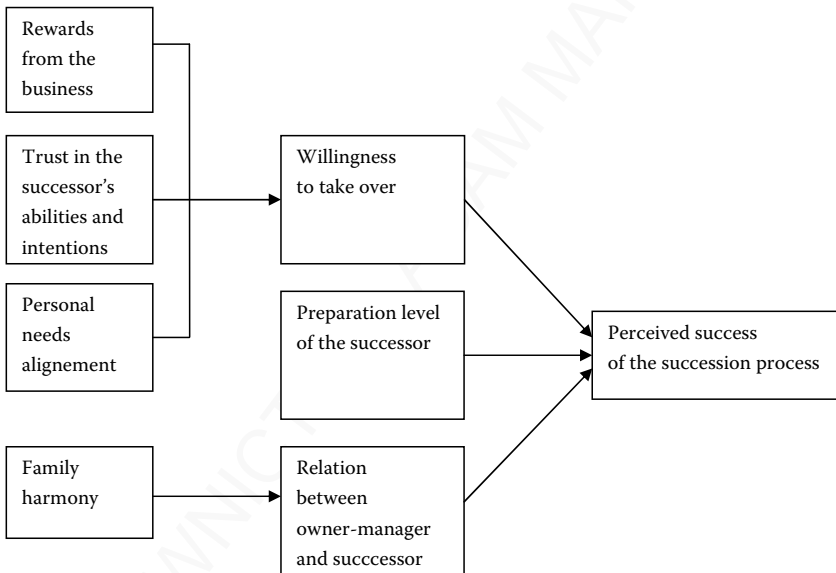 Rewards
from the
business
Trust in the
successor's
abilities and
intentions
Personal
needs
alignement
Family
harmony
Willingness
to take over
Preparation level
of the successor
Relation
between
owner-manager
and succcessor
Perceived success
of the succession process